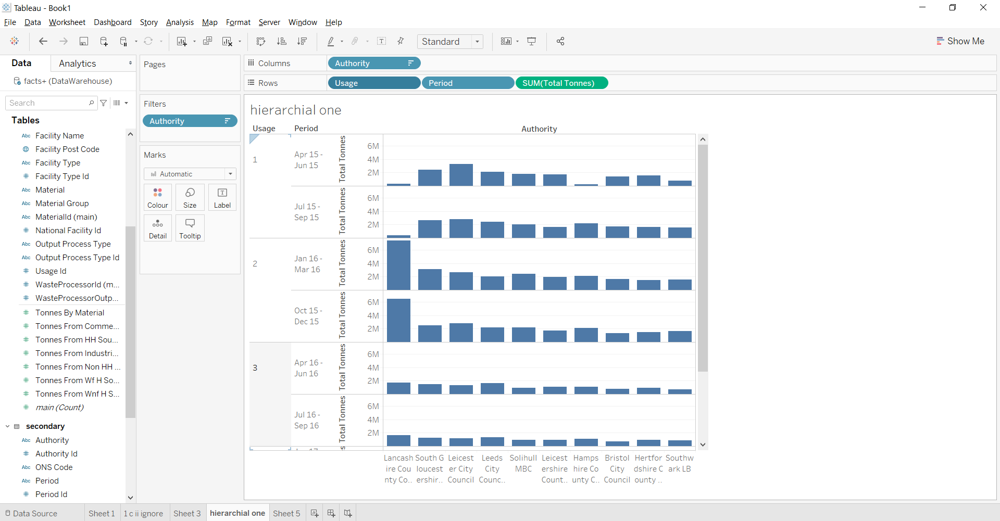 Tableau - Book1
File Data Worksheet Dashboard Story Analysis Map Format Server Window Help
Standard
Show Me
Data Analytics
facts+ (DataWarehouse)
Search
Tables
Abc Facility Name
Facility Post Code
Abc Facility Type
# Facility Type Id
Abc Material
Abc Material Group
Abc MaterialId (main)
# National Facility Id
Abc Output Process Type
Abc Output Process Type Id
# Usage Id
# WasteProcessorId (m...
# WasteProcessorOutp...
# Tonnes By Material
# Tonnes From Comme...
# Tonnes From HH Sou...
# Tonnes From Industri...
# Tonnes From Non HH ...
# Tonnes From Wf H So...
# Tonnes From Wnf H S...
# main (Count)
secondary
Abc Authority
# Authority Id
Abc ONS Code
Abc Period
# Period Id
Pages
Filters
Authority
Marks
Automatic
Colour Size Label
Detail Tooltip
Columns Authority
Rows Usage Period SUM(Total Tonnes)
hierarchial one
Usage Period Authority
1
Apr 15 -
Jun 15
Total Tonnes
6M
4M
2M
Jul 15 -
Sep 15
Total Tonnes
6M
4M
2M
2
Jan 16 -
Mar 16
Total Tonnes
6M
4M
2M
Oct 15 -
Dec 15
Total Tonnes
6M
4M
2M
3
Apr 16 -
Jun 16
Total Tonnes
6M
4M
2M
Jul 16 -
Sep 16
Total Tonnes
6M
4M
2M
Lancash South G Leicest Leeds Solihull Leicest Hamps Bristol Hertfor Southw
ire Cou loucest er City City MBC ershire hire Co City dshire C ark LB
nty Co.. ershir.. Council Counc.. Count.. unty C.. Council ounty ..
Data Source Sheet 1 1 c ii ignore Sheet 3 hierarchial one Sheet 5